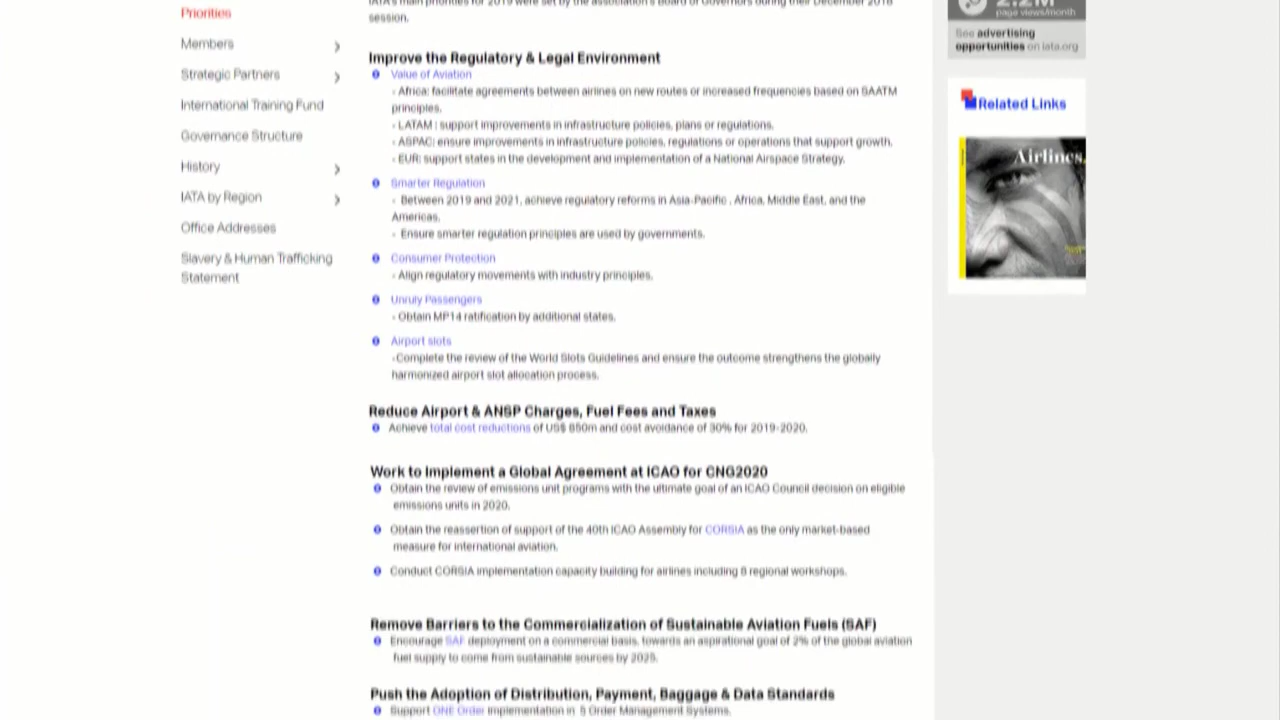 Priorities
Members
Strategic Partners
International Training Fund
Governance Structure
History
IATA by Region
Office Addresses
Slavery & Human Trafficking
Statement
IATA's main priorities for 2019 were set by the association's Board of Governors during their December 2018
session.
Improve the Regulatory & Legal Environment
Value of Aviation
- Africa: facilitate agreements between airlines on new routes or increased frequencies based on SAATM
principles.
- LATAM : support improvements in infrastructure policies, plans or regulations.
- ASPAC: ensure improvements in infrastructure policies, regulations or operations that support growth.
- EUR: support states in the development and implementation of a National Airspace Strategy.
Smarter Regulation
- Between 2019 and 2021, achieve regulatory reforms in Asia-Pacific , Africa, Middle East, and the
Americas.
- Ensure smarter regulation principles are used by governments.
Consumer Protection
- Align regulatory movements with industry principles.
Unruly Passengers
- Obtain MP14 ratification by additional states.
Airport slots
-Complete the review of the World Slots Guidelines and ensure the outcome strengthens the globally
harmonized airport slot allocation process.
Reduce Airport & ANSP Charges, Fuel Fees and Taxes
Achieve total cost reductions of US$ 850m and cost avoidance of 30% for 2019-2020.
Work to Implement a Global Agreement at ICAO for CNG2020
Obtain the review of emissions unit programs with the ultimate goal of an ICAO Council decision on eligible
emissions units in 2020.
Obtain the reassertion of support of the 40th ICAO Assembly for CORSIA as the only market-based
measure for international aviation.
Conduct CORSIA implementation capacity building for airlines including 8 regional workshops.
Remove Barriers to the Commercialization of Sustainable Aviation Fuels (SAF)
Encourage SAF deployment on a commercial basis, towards an aspirational goal of 2% of the global aviation
fuel supply to come from sustainable sources by 2025.
Push the Adoption of Distribution, Payment, Baggage & Data Standards
Support ONE Order implementation in 5 Order Management Systems.
2.2M
page views/month
See advertising
opportunities on iata.org
Related Links
Airlines.